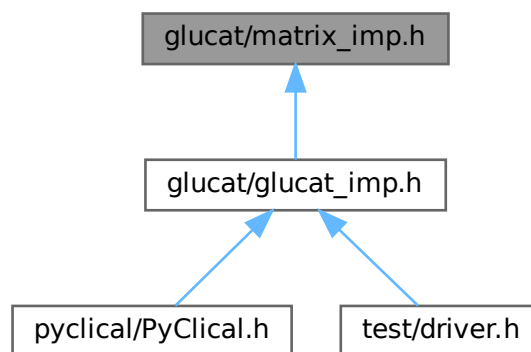 glucat/matrix_imp.h
glucat/glucat_imp.h
pyclical/PyClical.h
test/driver.h